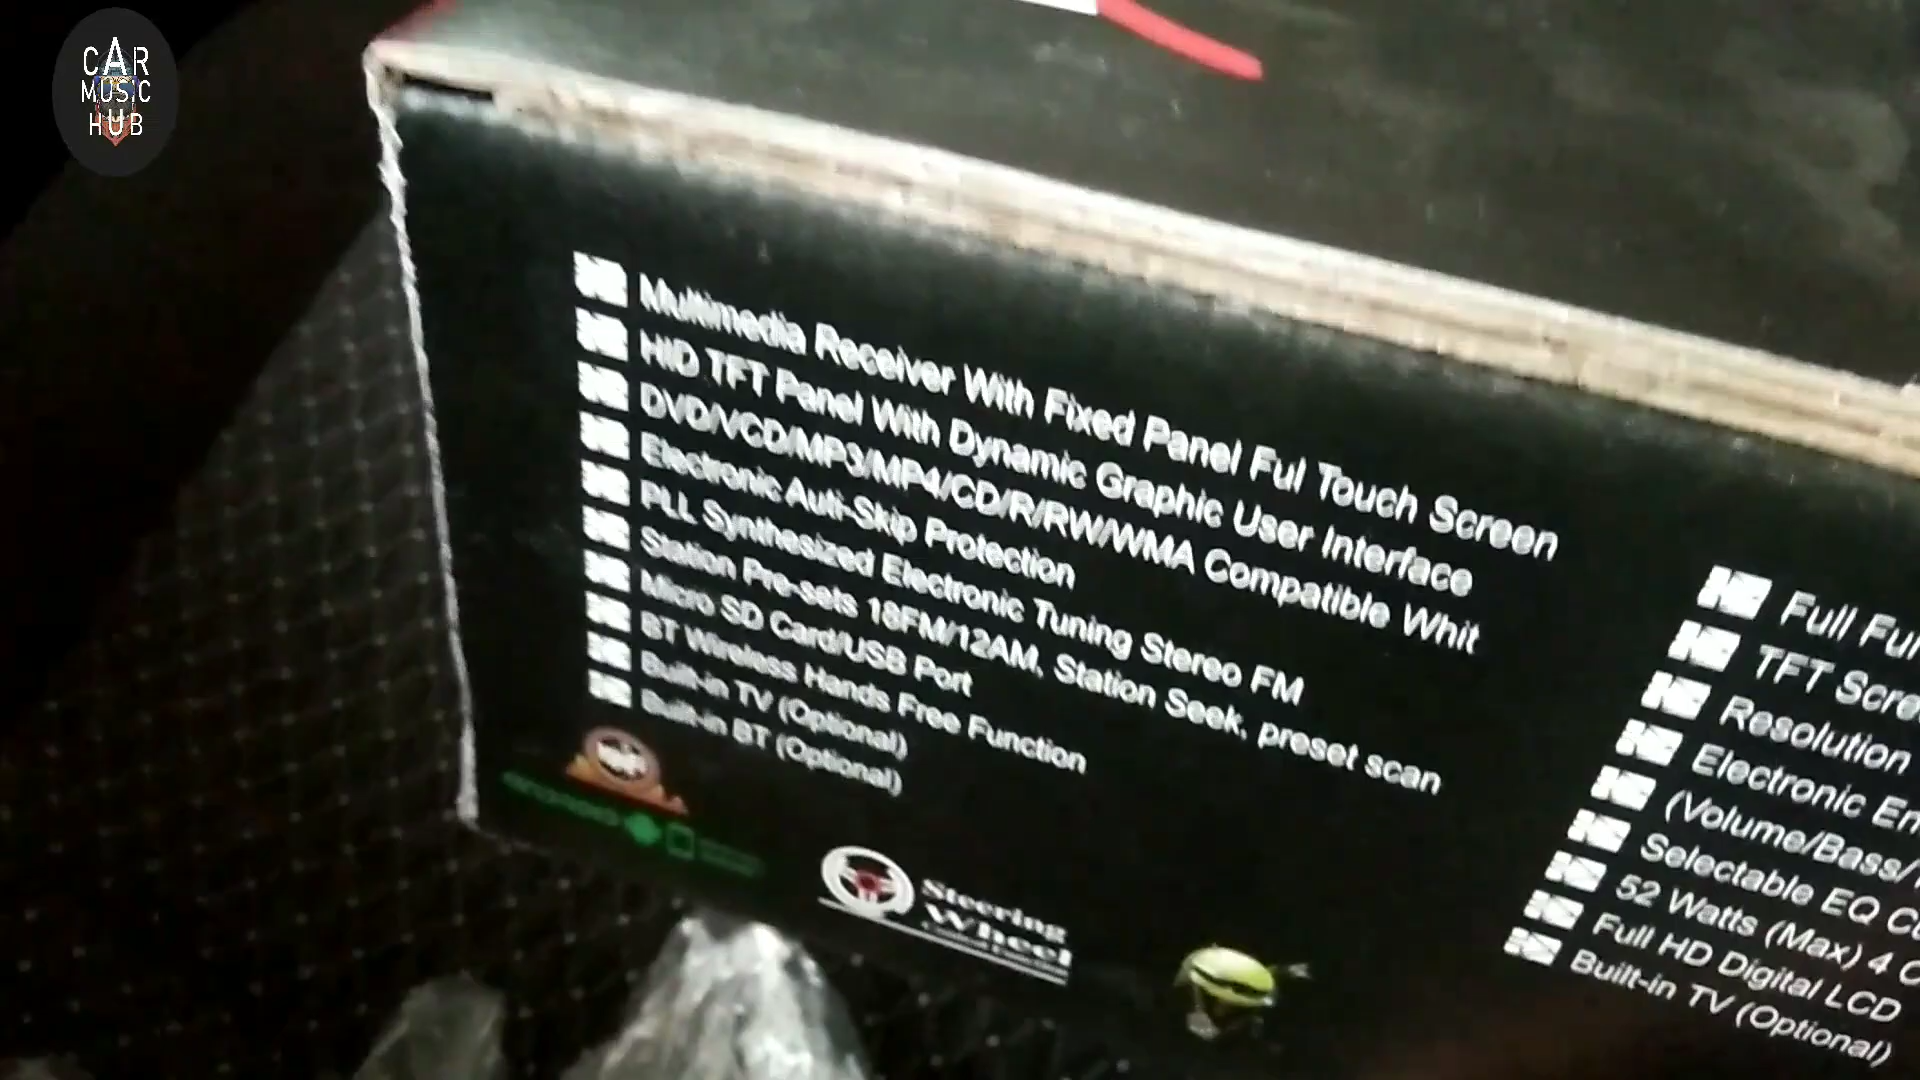 CAR
MUSIC
HUB
Multimedia Receiver With Fixed Panel Ful Touch Screen
HID TFT Panel With Dynamic Graphic User Interface
DVD/VCD/MP3/MP4/CD/R/RW/WMA Compatible Whit
Electronic Auti-Skip Protection
PLL Synthesized Electronic Tuning Stereo FM
Station Pre-sets 18FM/12AM, Station Seek, preset scan
Micro SD Card/USB Port
BT Wireless Hands Free Function
Built-in TV (Optional)
Built-in BT (Optional)
Steering
Wheel
Full Fun
TFT Scre
Resolution
Electronic En
(Volume/Bass/
Selectable EQ Cu
52 Watts (Max) 4 C
Full HD Digital LCD
Built-in TV (Optional)